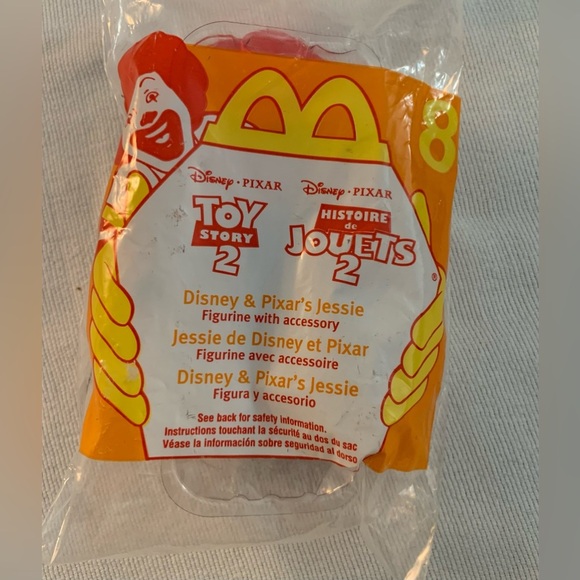 8
Disney · PIXAR
TOY
STORY
2
Disney · PIXAR
HISTOIRE
de
JOUETS
2
®
Disney & Pixar's Jessie
Figurine with accessory
Jessie de Disney et Pixar
Figurine avec accessoire
Disney & Pixar's Jessie
Figura y accesorio
See back for safety information.
Instructions touchant la sécurité au dos du sac
Véase la información sobre seguridad al dorso